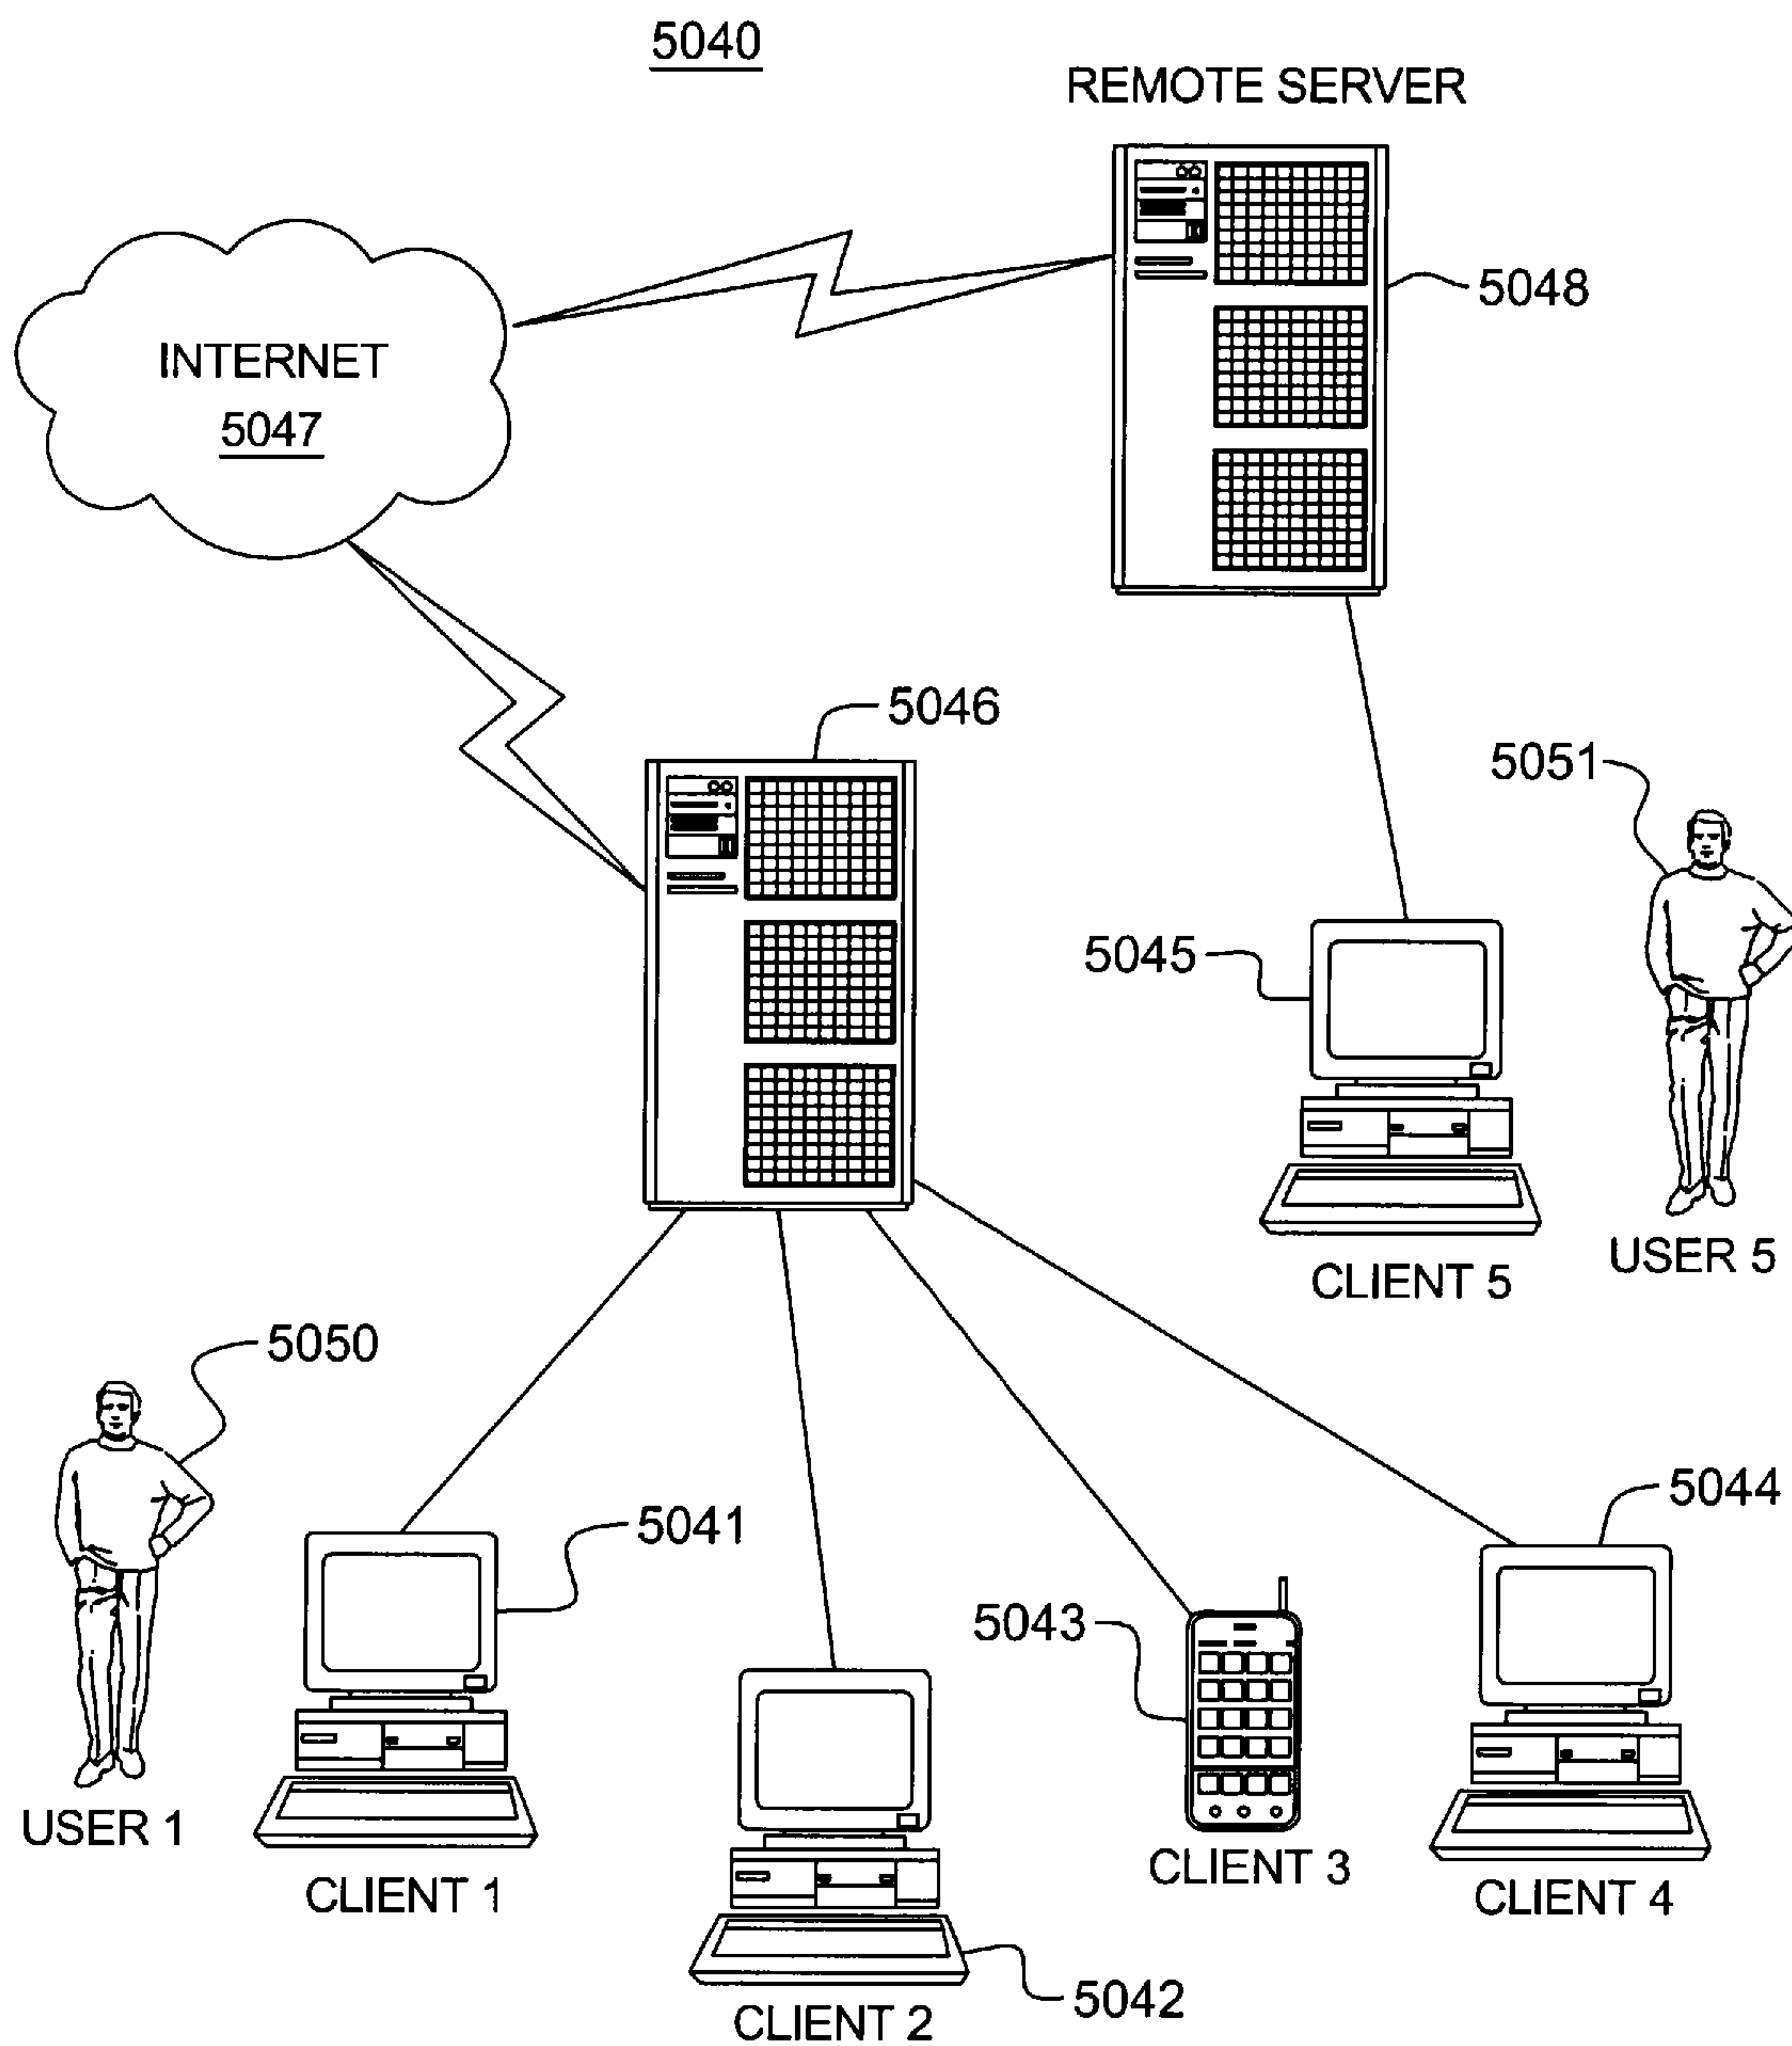 5040
REMOTE SERVER
5048
INTERNET
5047
5046
5051
5045
USER 5
CLIENT 5
5050
5044
5041
5043
USER 1
CLIENT 3
CLIENT 1
CLIENT 4
5042
CLIENT 2